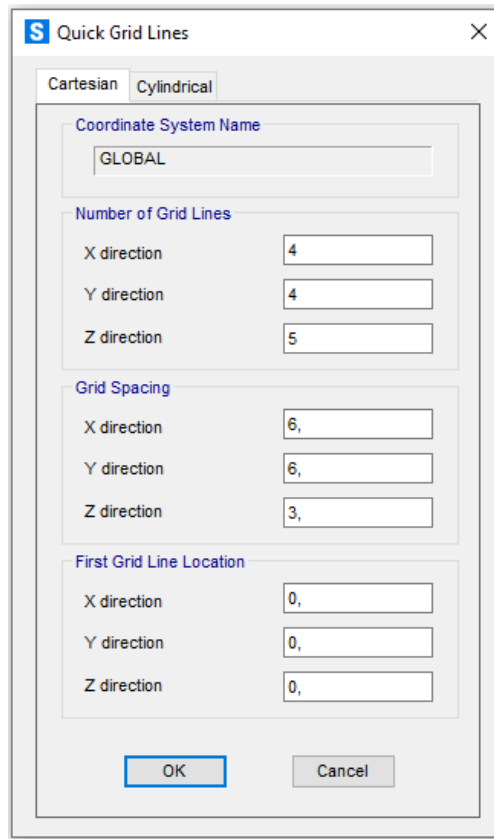 S Quick Grid Lines
Cartesian Cylindrical
Coordinate System Name
GLOBAL
Number of Grid Lines
X direction 4
Y direction 4
Z direction 5
Grid Spacing
X direction 6,
Y direction 6,
Z direction 3,
First Grid Line Location
X direction 0,
Y direction 0,
Z direction 0,
OK Cancel